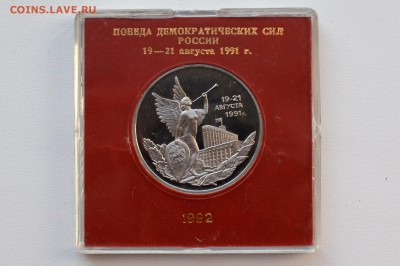 COINS.LAVE.RU
ПОБЕДА ДЕМОКРАТИЧЕСКИХ СИЛ
РОССИИ
19—21 августа 1991 г.
19-21
АВГУСТА
1991г.
1992